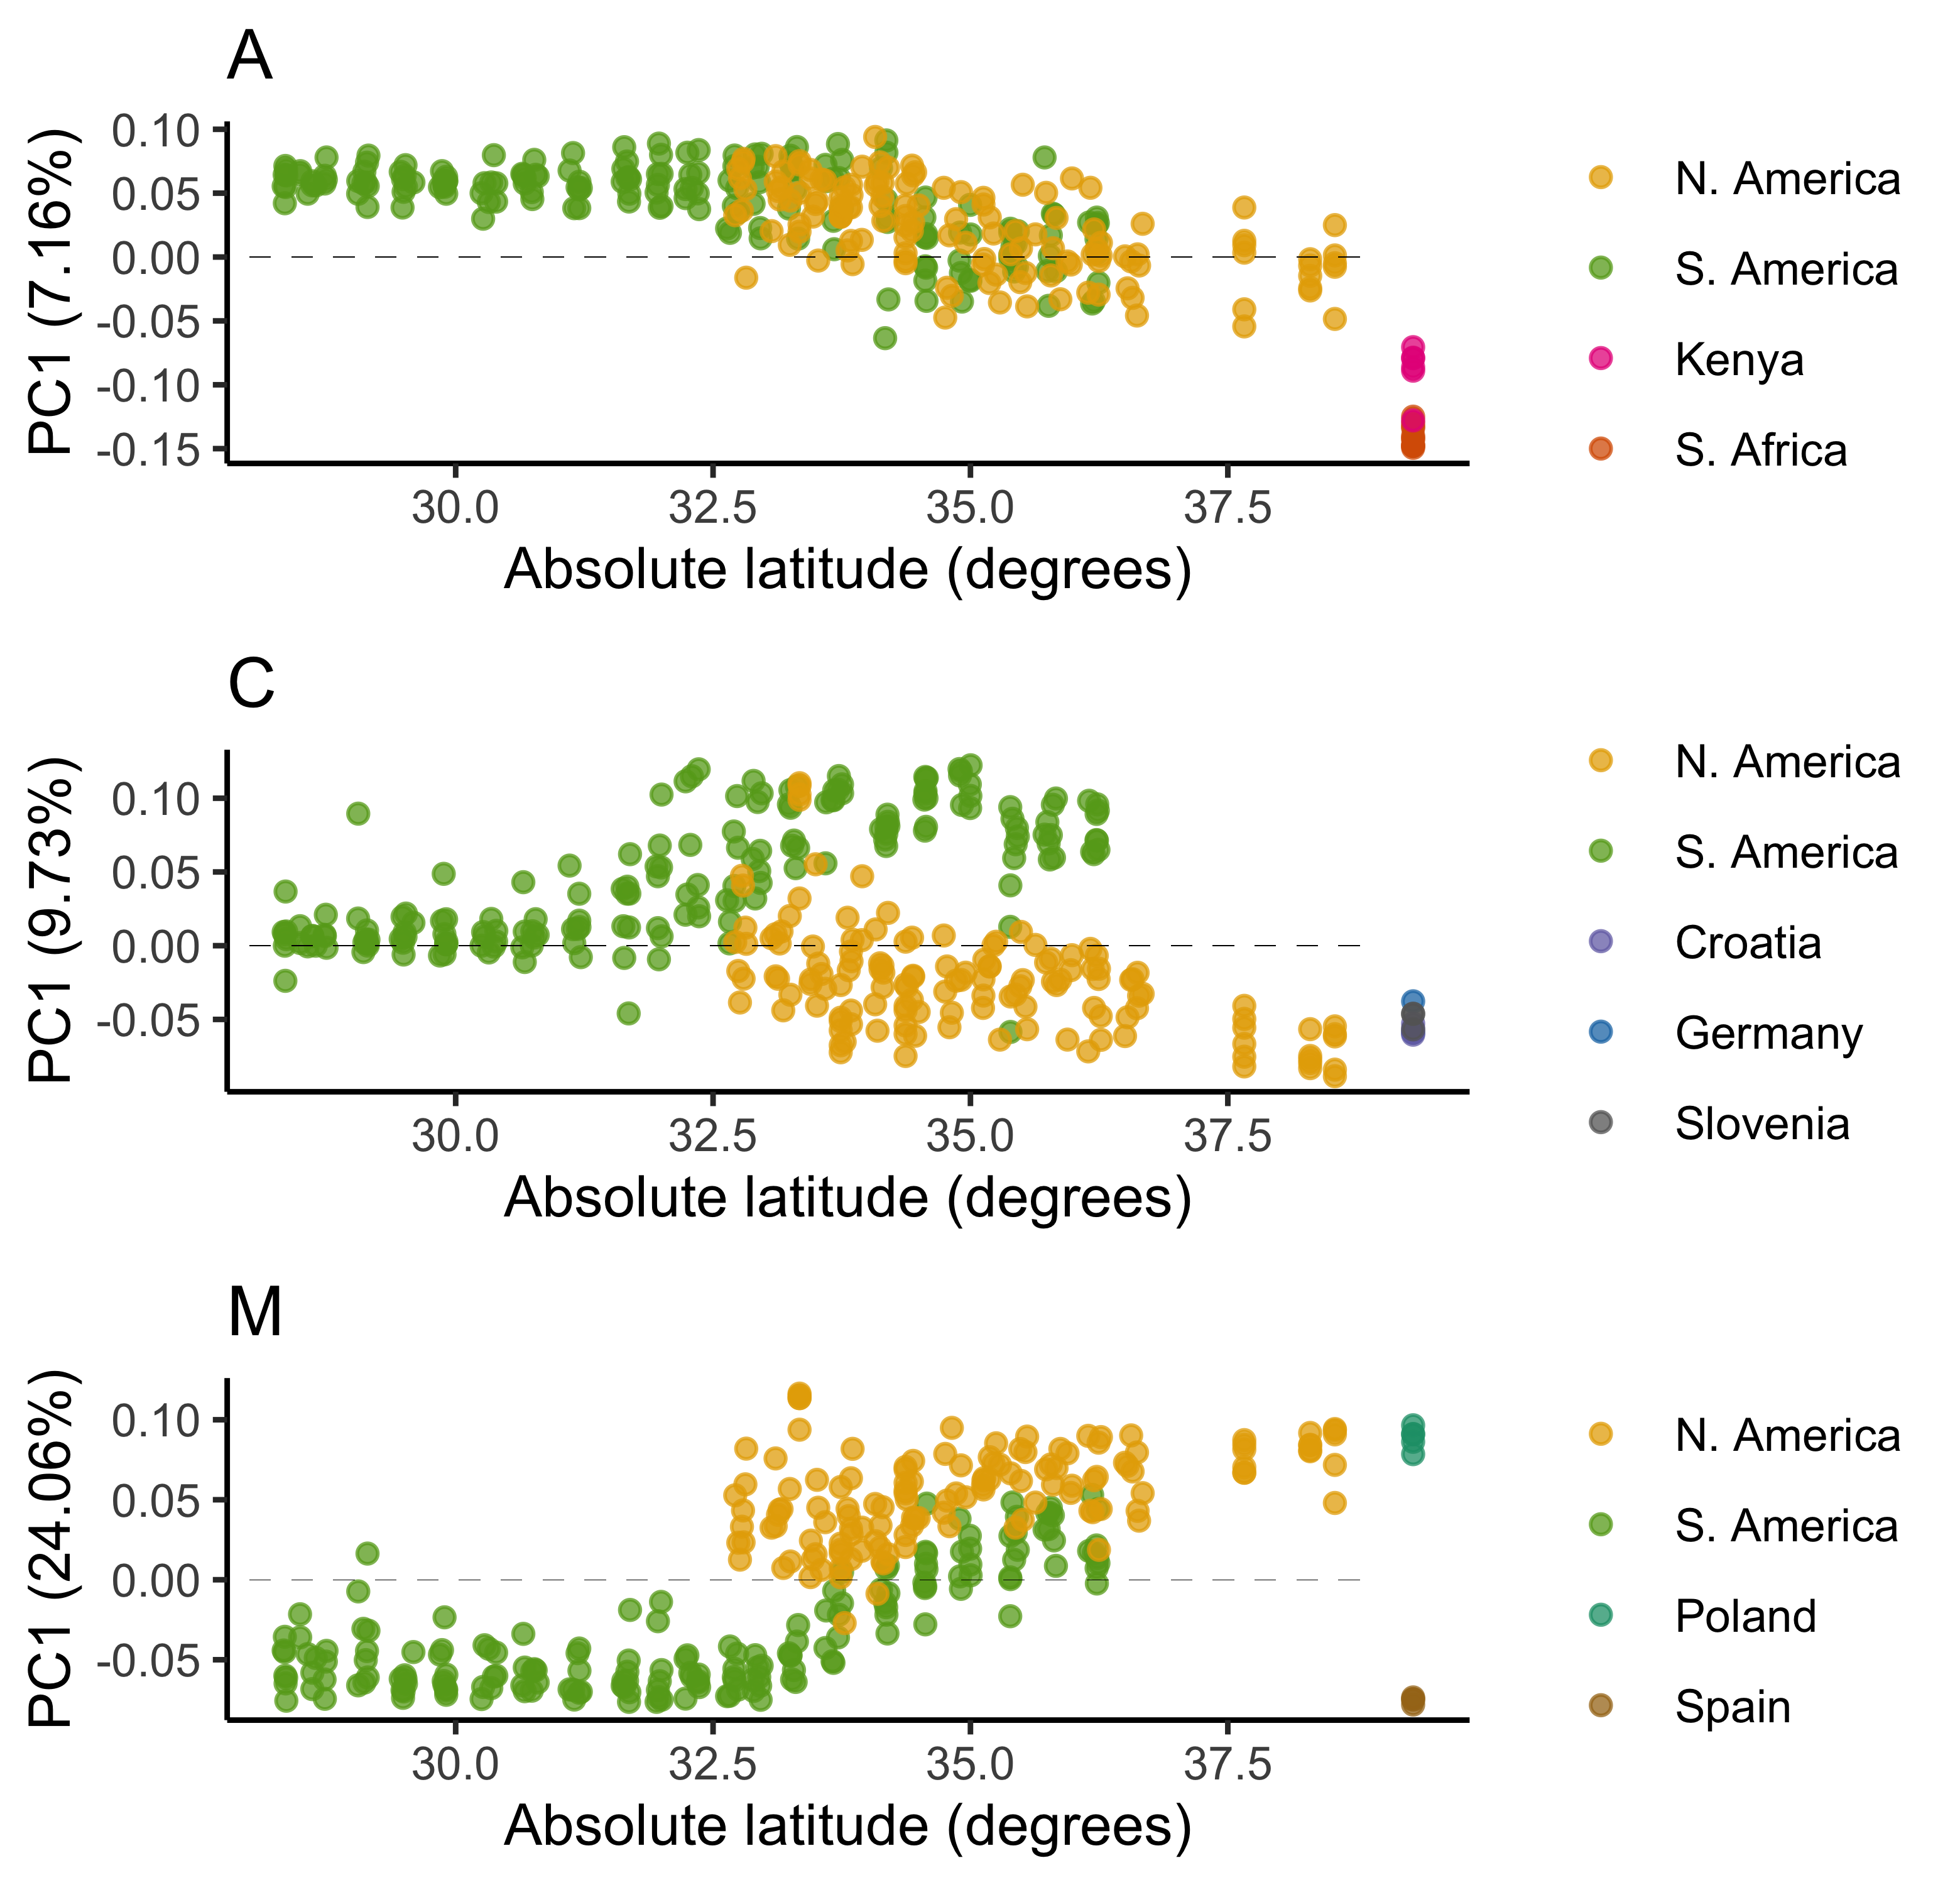 A
PC1 (7.16%)
0.10
0.05
0.00
-0.05
-0.10
-0.15
30.0 32.5 35.0 37.5
Absolute latitude (degrees)
N. America
S. America
Kenya
S. Africa
C
PC1 (9.73%)
0.10
0.05
0.00
-0.05
30.0 32.5 35.0 37.5
Absolute latitude (degrees)
N. America
S. America
Croatia
Germany
Slovenia
M
PC1 (24.06%)
0.10
0.05
0.00
-0.05
30.0 32.5 35.0 37.5
Absolute latitude (degrees)
N. America
S. America
Poland
Spain